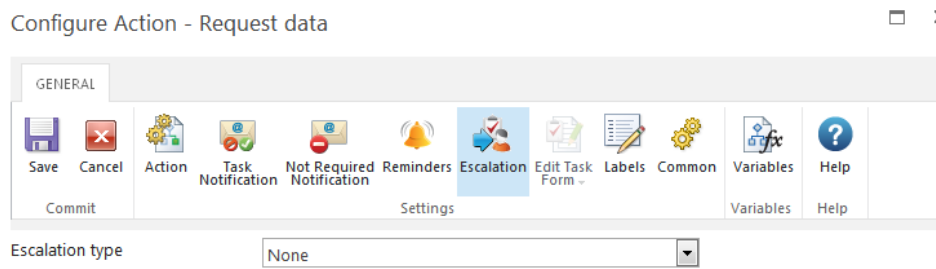 Configure Action - Request data
GENERAL
Save Cancel Action Task Notification Not Required Notification Reminders Escalation Edit Task Form Labels Common Variables Help
Commit Settings Variables Help
Escalation type None